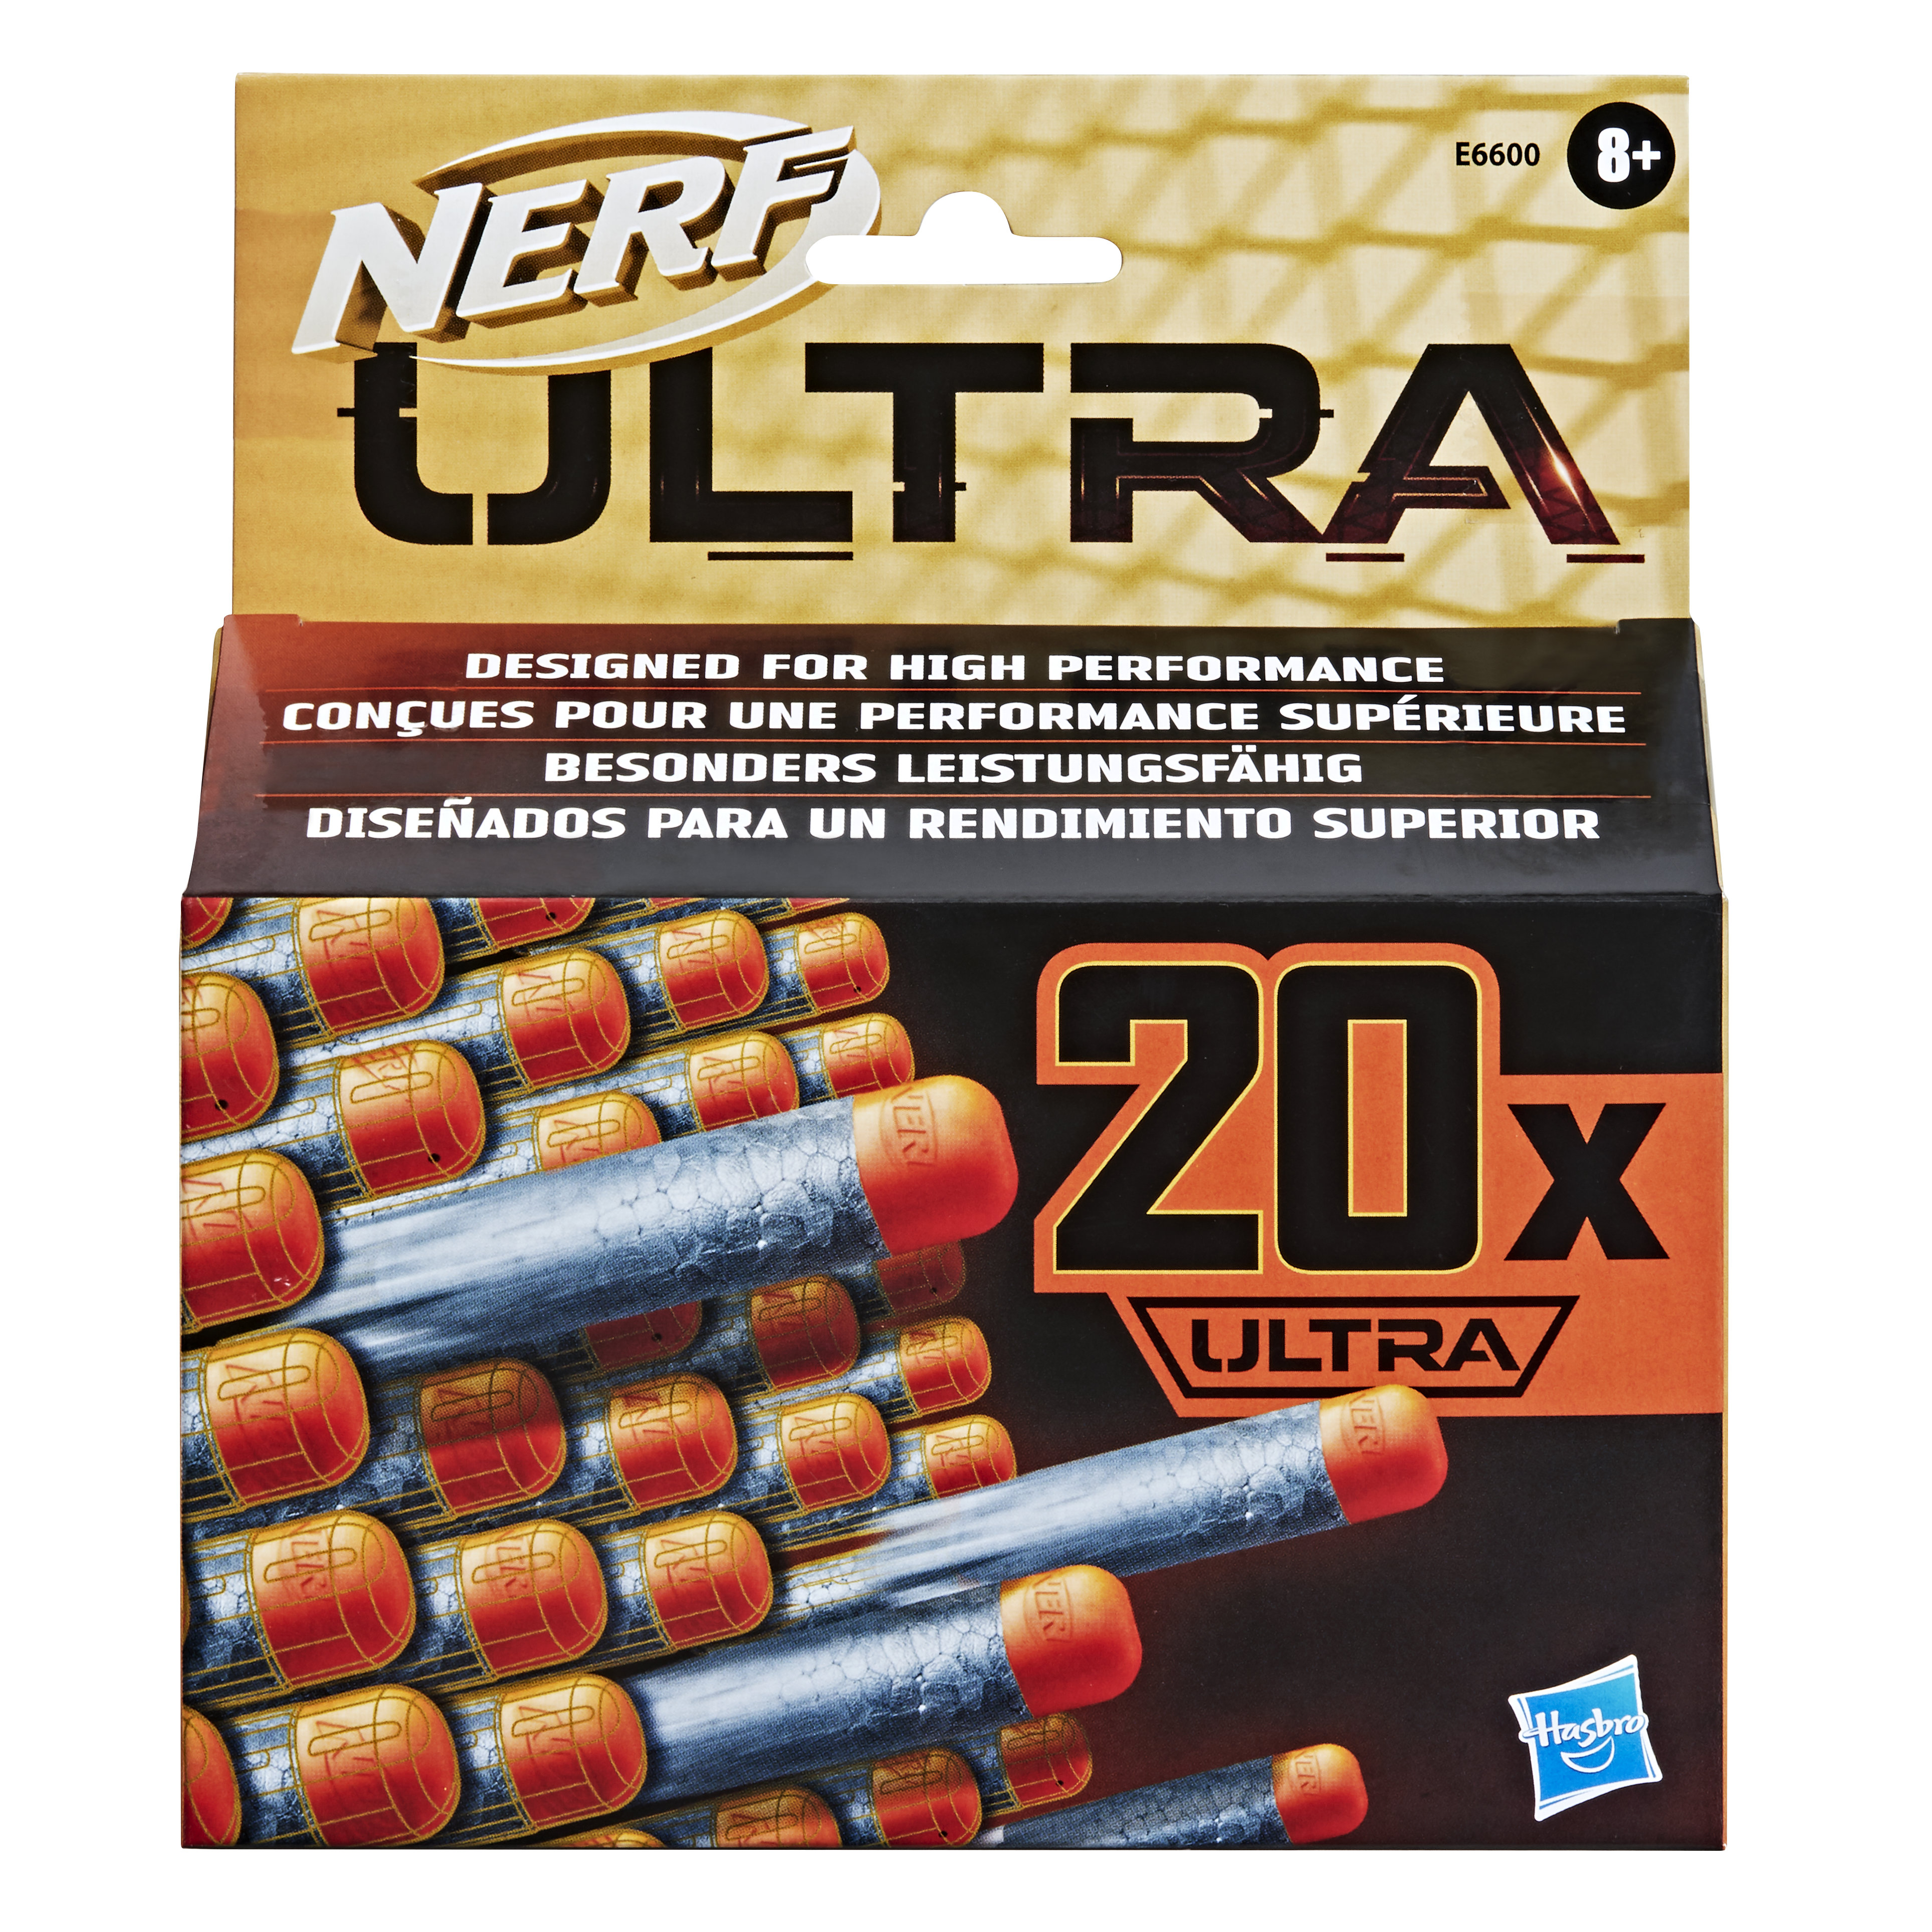 E6600 8+
NERF
ULTRA
DESIGNED FOR HIGH PERFORMANCE
CONÇUES POUR UNE PERFORMANCE SUPÉRIEURE
BESONDERS LEISTUNGSFÄHIG
DISEÑADOS PARA UN RENDIMIENTO SUPERIOR
20x
ULTRA
Hasbro